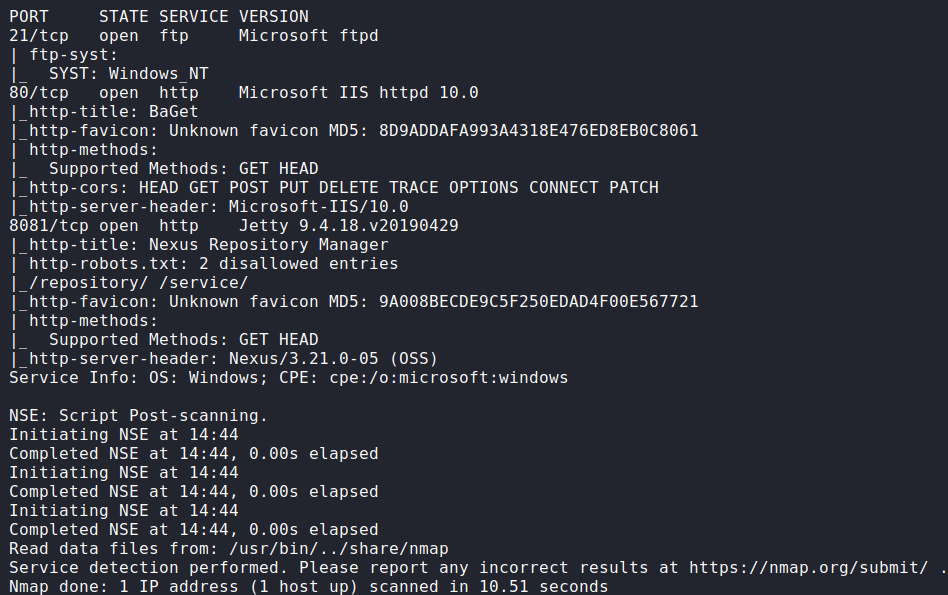 PORT     STATE SERVICE VERSION
21/tcp   open  ftp     Microsoft ftpd
| ftp-syst:
|_  SYST: Windows_NT
80/tcp   open  http    Microsoft IIS httpd 10.0
|_http-title: BaGet
|_http-favicon: Unknown favicon MD5: 8D9ADDAFA993A4318E476ED8EB0C8061
| http-methods:
|_  Supported Methods: GET HEAD
|_http-cors: HEAD GET POST PUT DELETE TRACE OPTIONS CONNECT PATCH
|_http-server-header: Microsoft-IIS/10.0
8081/tcp open  http    Jetty 9.4.18.v20190429
|_http-title: Nexus Repository Manager
| http-robots.txt: 2 disallowed entries
|_/repository/ /service/
|_http-favicon: Unknown favicon MD5: 9A008BECDE9C5F250EDAD4F00E567721
| http-methods:
|_  Supported Methods: GET HEAD
|_http-server-header: Nexus/3.21.0-05 (OSS)
Service Info: OS: Windows; CPE: cpe:/o:microsoft:windows

NSE: Script Post-scanning.
Initiating NSE at 14:44
Completed NSE at 14:44, 0.00s elapsed
Initiating NSE at 14:44
Completed NSE at 14:44, 0.00s elapsed
Initiating NSE at 14:44
Completed NSE at 14:44, 0.00s elapsed
Read data files from: /usr/bin/../share/nmap
Service detection performed. Please report any incorrect results at https://nmap.org/submit/ .
Nmap done: 1 IP address (1 host up) scanned in 10.51 seconds